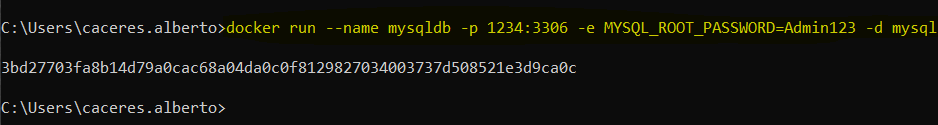 C:\Users\caceres.alberto>docker run --name mysqldb -p 1234:3306 -e MYSQL_ROOT_PASSWORD=Admin123 -d mysql
3bd27703fa8b14d79a0cac68a04da0c0f8129827034003737d508521e3d9ca0c
C:\Users\caceres.alberto>